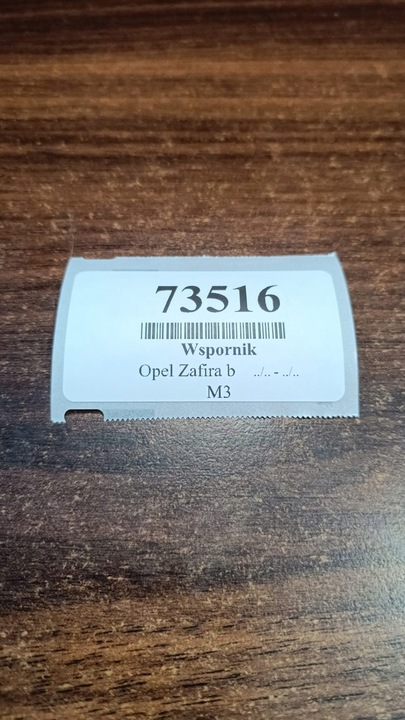 73516
Wspornik
Opel Zafira b ../.. - ../..
M3